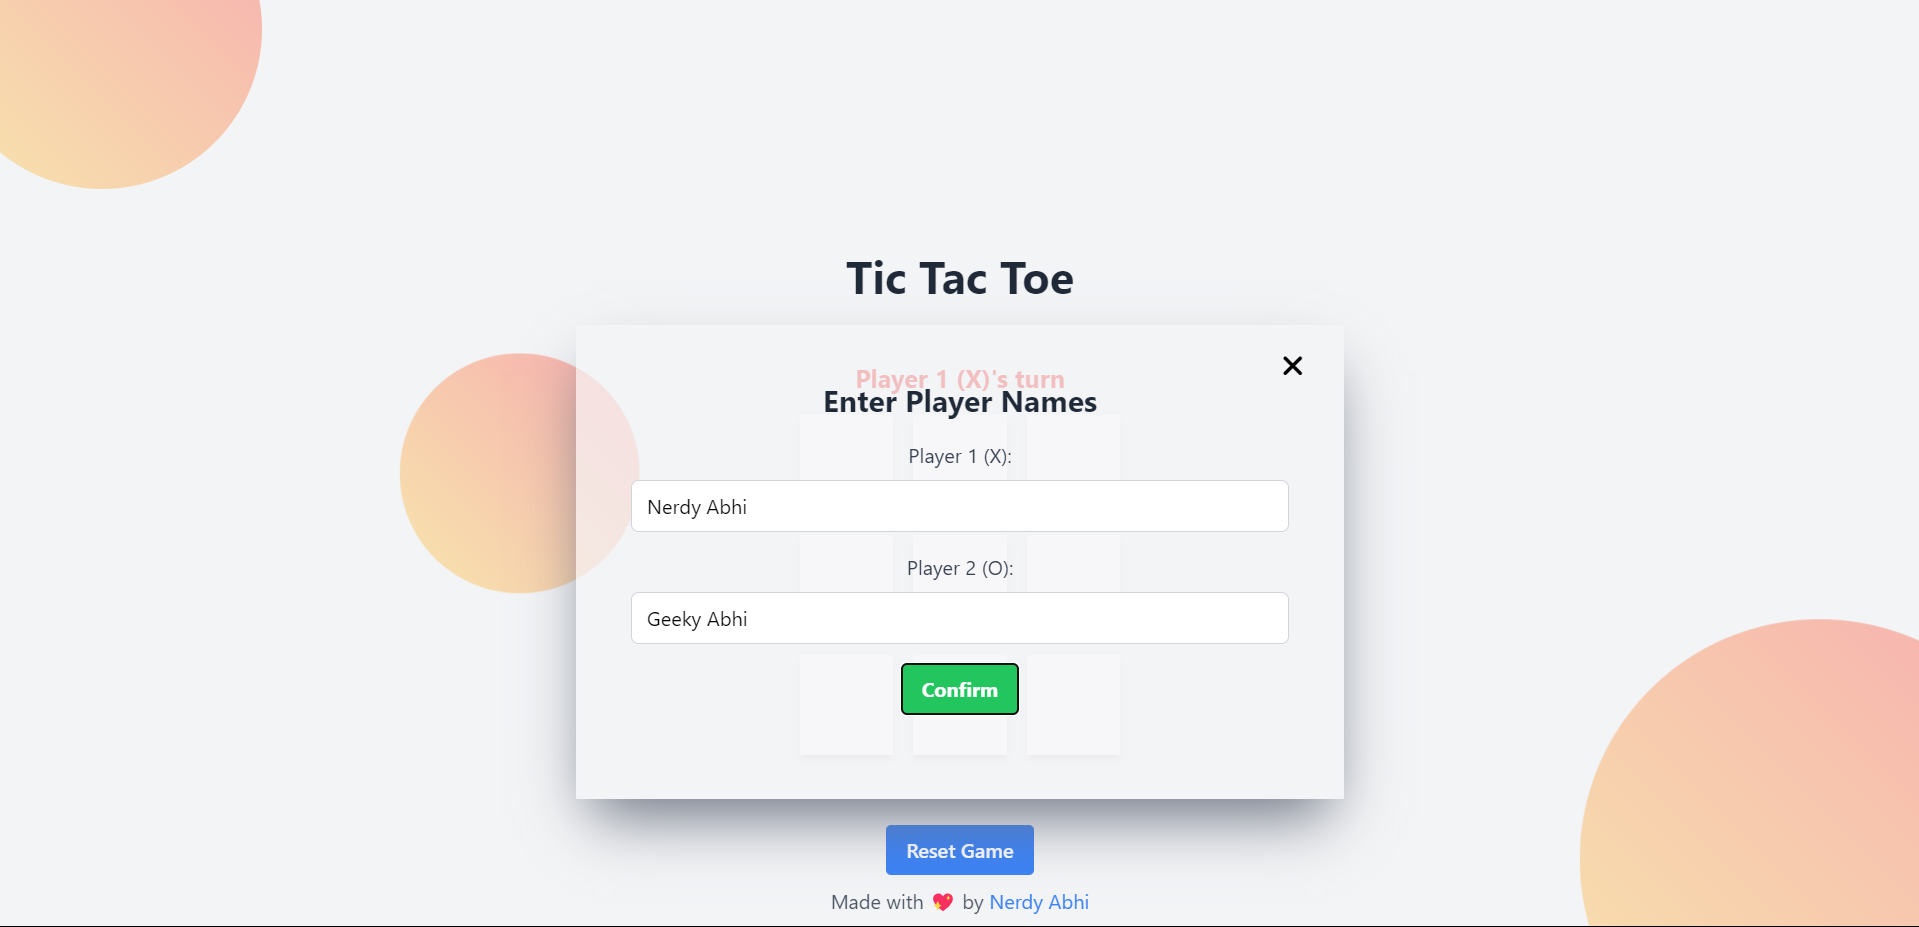 Tic Tac Toe
Player 1 (X)'s turn
Enter Player Names
Player 1 (X):
Nerdy Abhi
Player 2 (O):
Geeky Abhi
Confirm
Reset Game
Made with 💖 by Nerdy Abhi